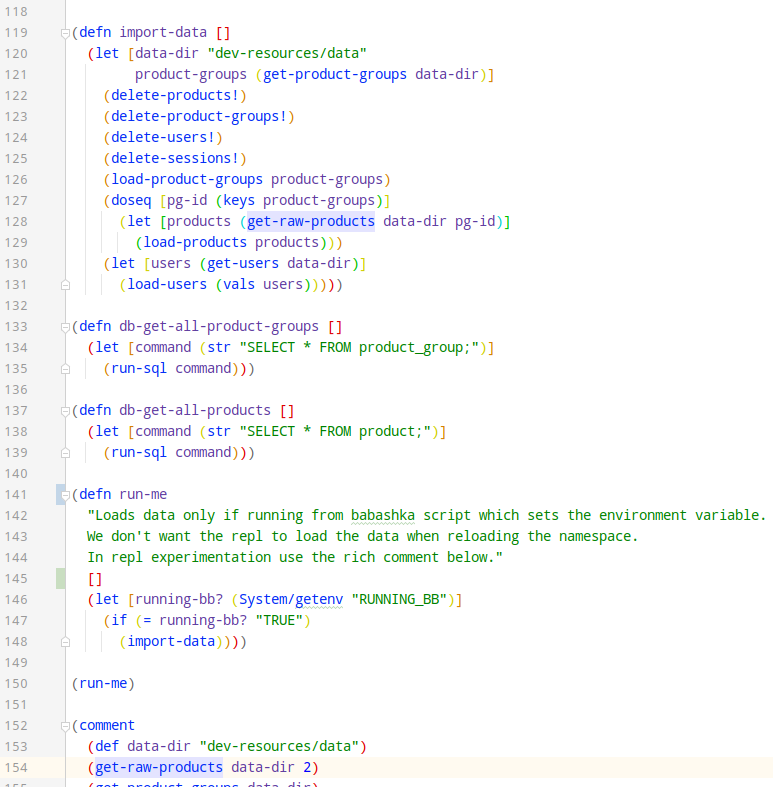 118
119 (defn import-data []
120 (let [data-dir "dev-resources/data"
121 product-groups (get-product-groups data-dir)]
122 (delete-products!)
123 (delete-product-groups!)
124 (delete-users!)
125 (delete-sessions!)
126 (load-product-groups product-groups)
127 (doseq [pg-id (keys product-groups)]
128 (let [products (get-raw-products data-dir pg-id)]
129 (load-products products)))
130 (let [users (get-users data-dir)]
131 (load-users (vals users)))))
132
133 (defn db-get-all-product-groups []
134 (let [command (str "SELECT * FROM product_group;")]
135 (run-sql command)))
136
137 (defn db-get-all-products []
138 (let [command (str "SELECT * FROM product;")]
139 (run-sql command)))
140
141 (defn run-me
142 "Loads data only if running from babashka script which sets the environment variable.
143 We don't want the repl to load the data when reloading the namespace.
144 In repl experimentation use the rich comment below."
145 []
146 (let [running-bb? (System/getenv "RUNNING_BB")]
147 (if (= running-bb? "TRUE")
148 (import-data))))
149
150 (run-me)
151
152 (comment
153 (def data-dir "dev-resources/data")
154 (get-raw-products data-dir 2)
155 (get-product-groups data-dir)